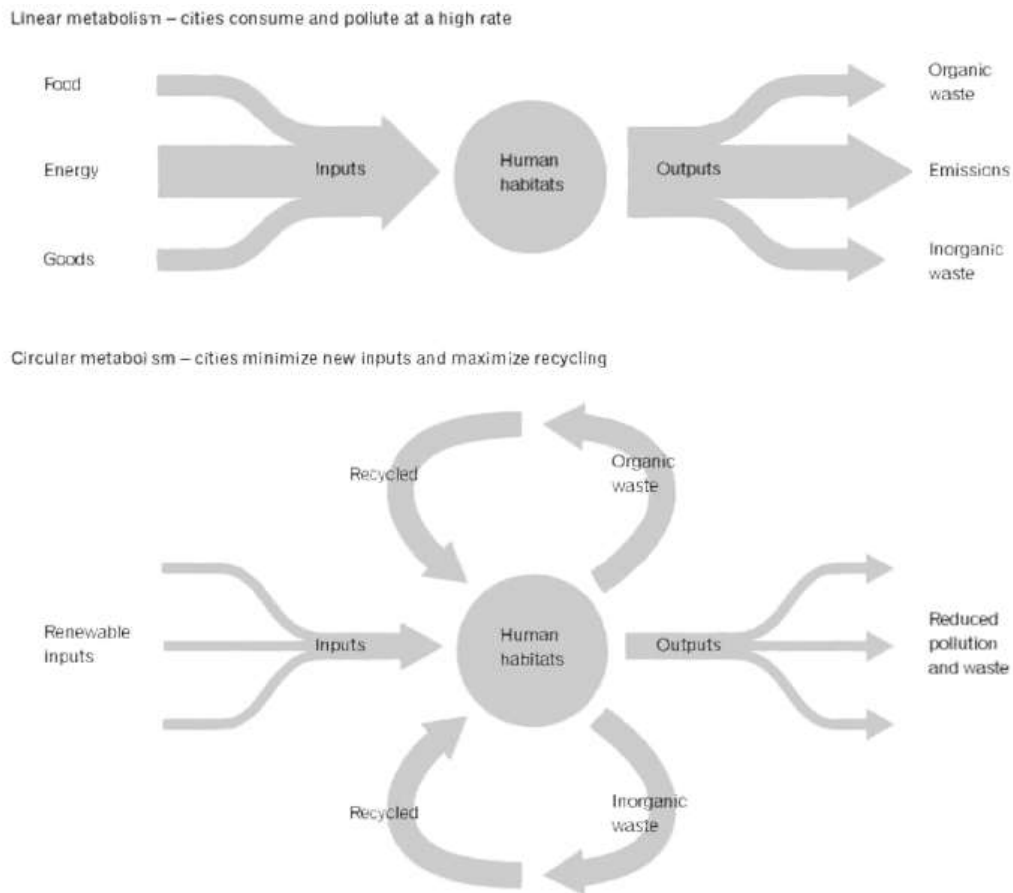 Linear metabolism – cities consume and pollute at a high rate
Food
Energy
Goods
Inputs
Human
habitats
Outputs
Organic
waste
Emissions
Inorganic
waste
Circular metabolism – cities minimize new inputs and maximize recycling
Recycled
Organic
waste
Renewable
inputs
Inputs
Human
habitats
Outputs
Reduced
pollution
and waste
Recycled
Inorganic
waste